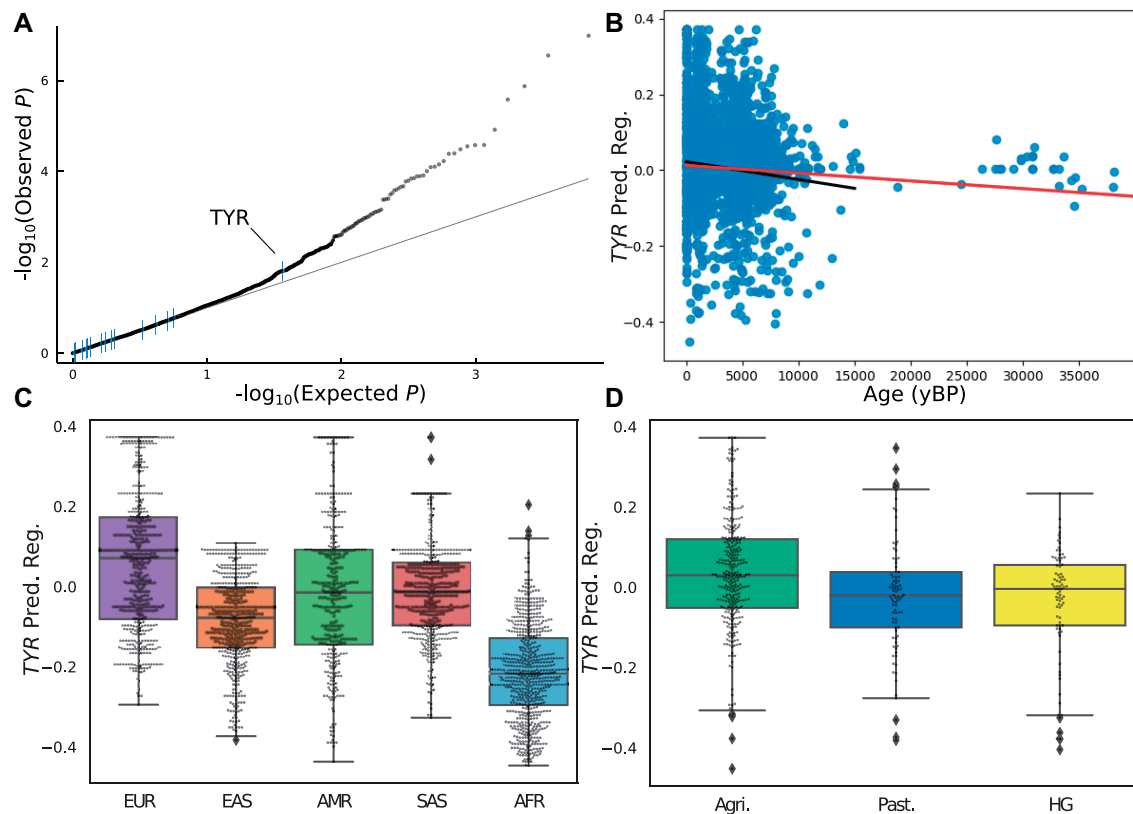 A
-log10(Observed P)
6
4
2
0
TYR
0
1
2
3
-log10(Expected P)
B
TYR Pred. Reg.
0.4
0.2
0.0
−0.2
−0.4
0
5000
10000
15000
20000
25000
30000
35000
Age (yBP)
C
TYR Pred. Reg.
0.4
0.2
0.0
−0.2
−0.4
EUR
EAS
AMR
SAS
AFR
D
TYR Pred. Reg.
0.4
0.2
0.0
−0.2
−0.4
Agri.
Past.
HG